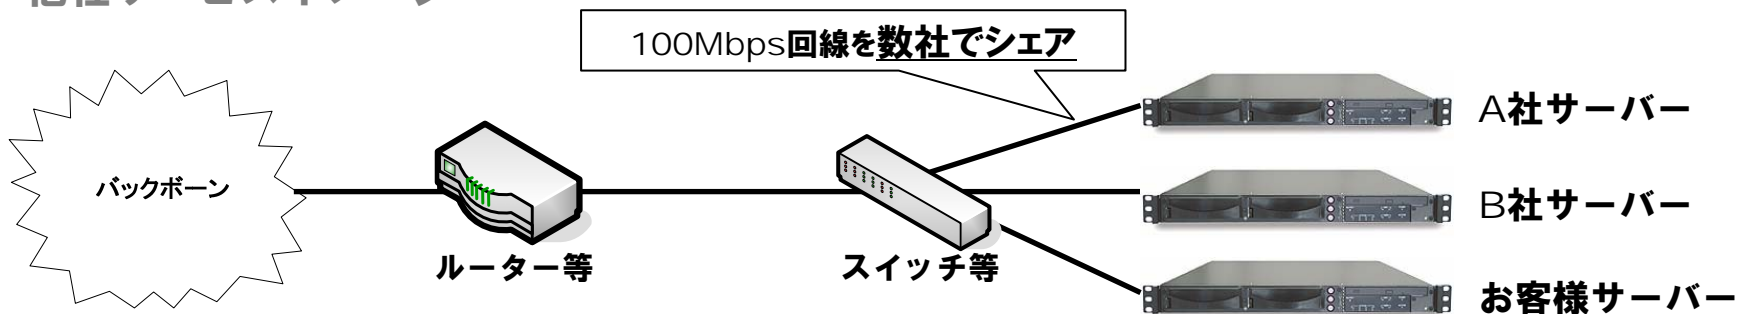 100Mbps回線を数社でシェア
A社サーバー
バックボーン
B社サーバー
ルーター等
スイッチ等
お客様サーバー